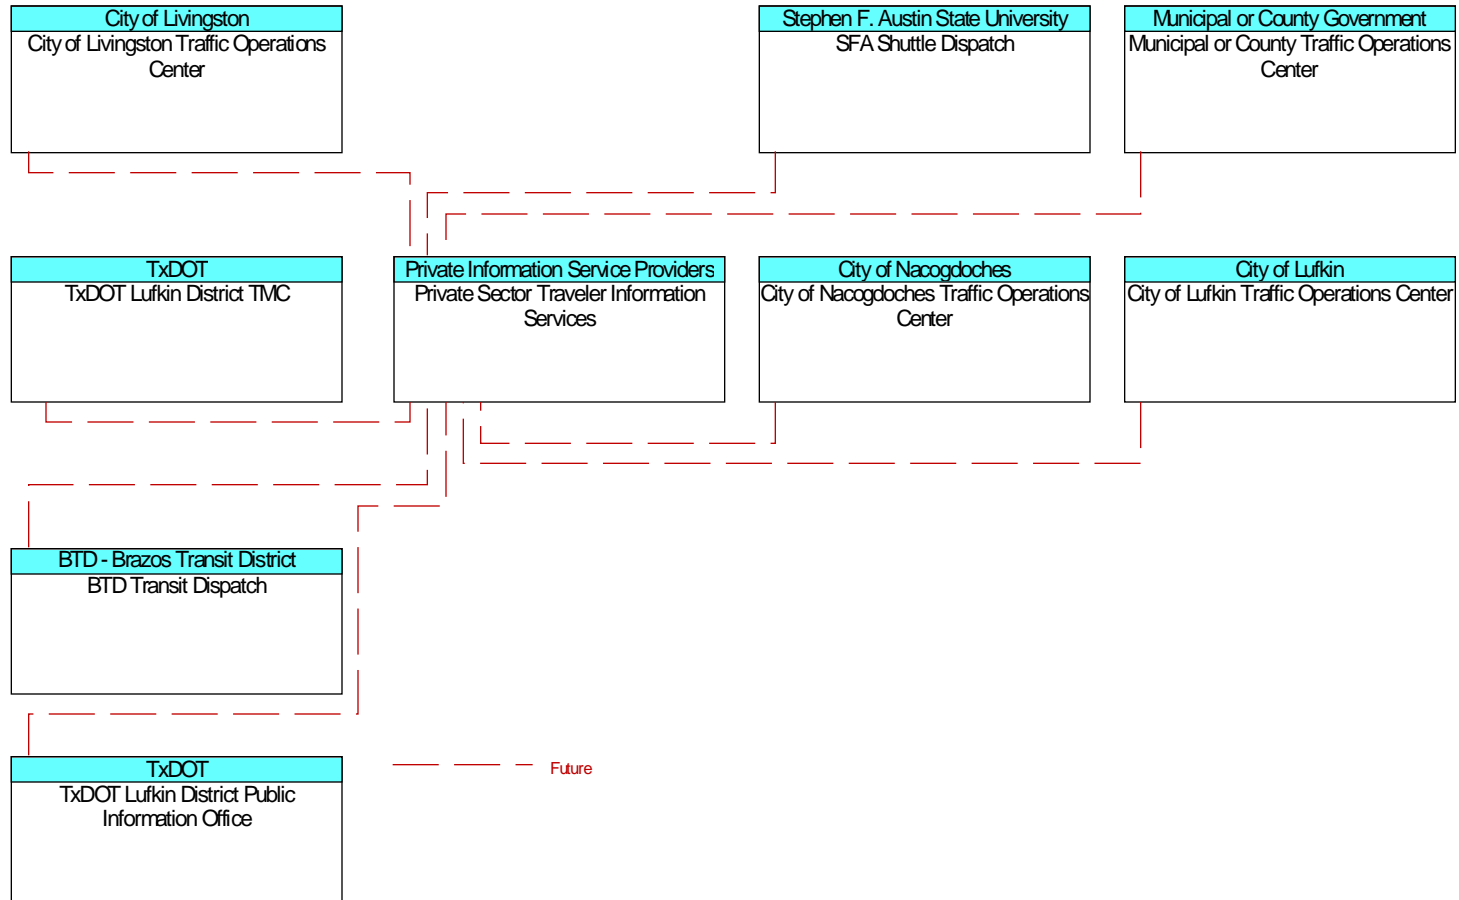 City of Livingston
City of Livingston Traffic Operations
Center
Stephen F. Austin State University
SFA Shuttle Dispatch
Municipal or County Government
Municipal or County Traffic Operations
Center
TxDOT
TxDOT Lufkin District TMC
Private Information Service Providers
Private Sector Traveler Information
Services
City of Nacogdoches
City of Nacogdoches Traffic Operations
Center
City of Lufkin
City of Lufkin Traffic Operations Center
BTD - Brazos Transit District
BTD Transit Dispatch
TxDOT
TxDOT Lufkin District Public
Information Office
Future